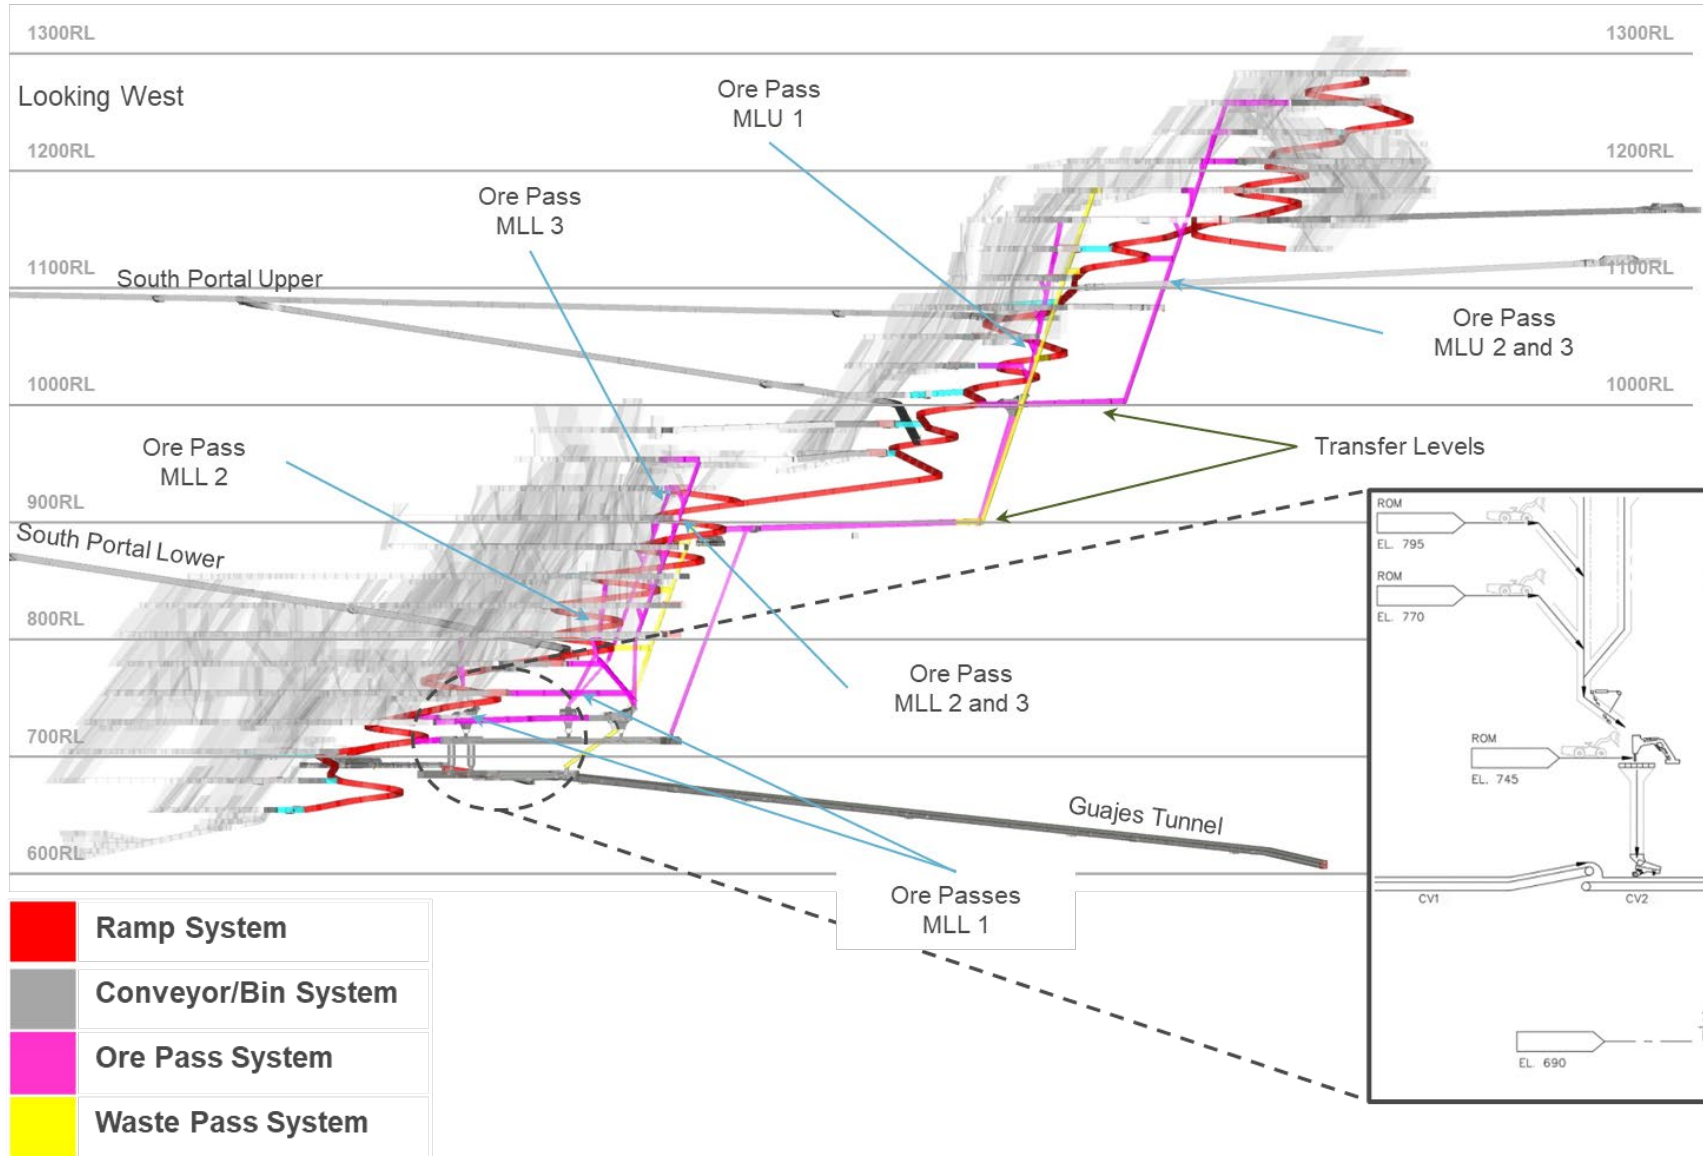 1300RL
1300RL
Looking West
Ore Pass
MLU 1
1200RL
1200RL
Ore Pass
MLL 3
1100RL
1100RL
South Portal Upper
Ore Pass
MLU 2 and 3
1000RL
1000RL
Ore Pass
MLL 2
Transfer Levels
900RL
South Portal Lower
800RL
Ore Pass
MLL 2 and 3
700RL
Guajes Tunnel
600RL
Ore Passes
MLL 1
ROM
EL. 795
ROM
EL. 770
ROM
EL. 745
CV1
CV2
EL. 690
Ramp System
Conveyor/Bin System
Ore Pass System
Waste Pass System